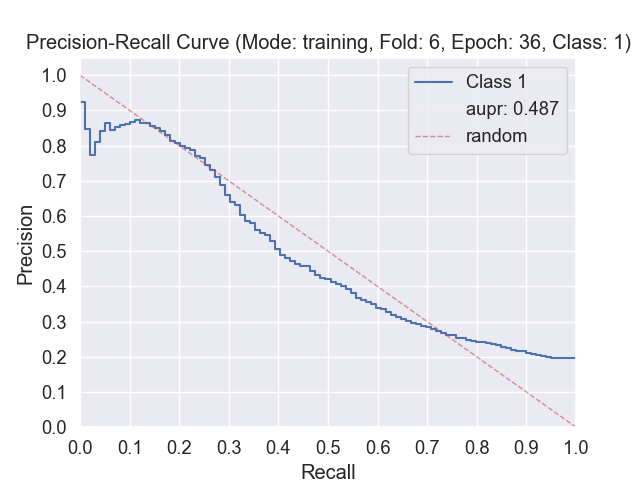 Precision-Recall Curve (Mode: training, Fold: 6, Epoch: 36, Class: 1)
Class 1
aupr: 0.487
random
1.0
0.9
0.8
0.7
0.6
0.5
0.4
0.3
0.2
0.1
0.0
Precision
0.0 0.1 0.2 0.3 0.4 0.5 0.6 0.7 0.8 0.9 1.0
Recall